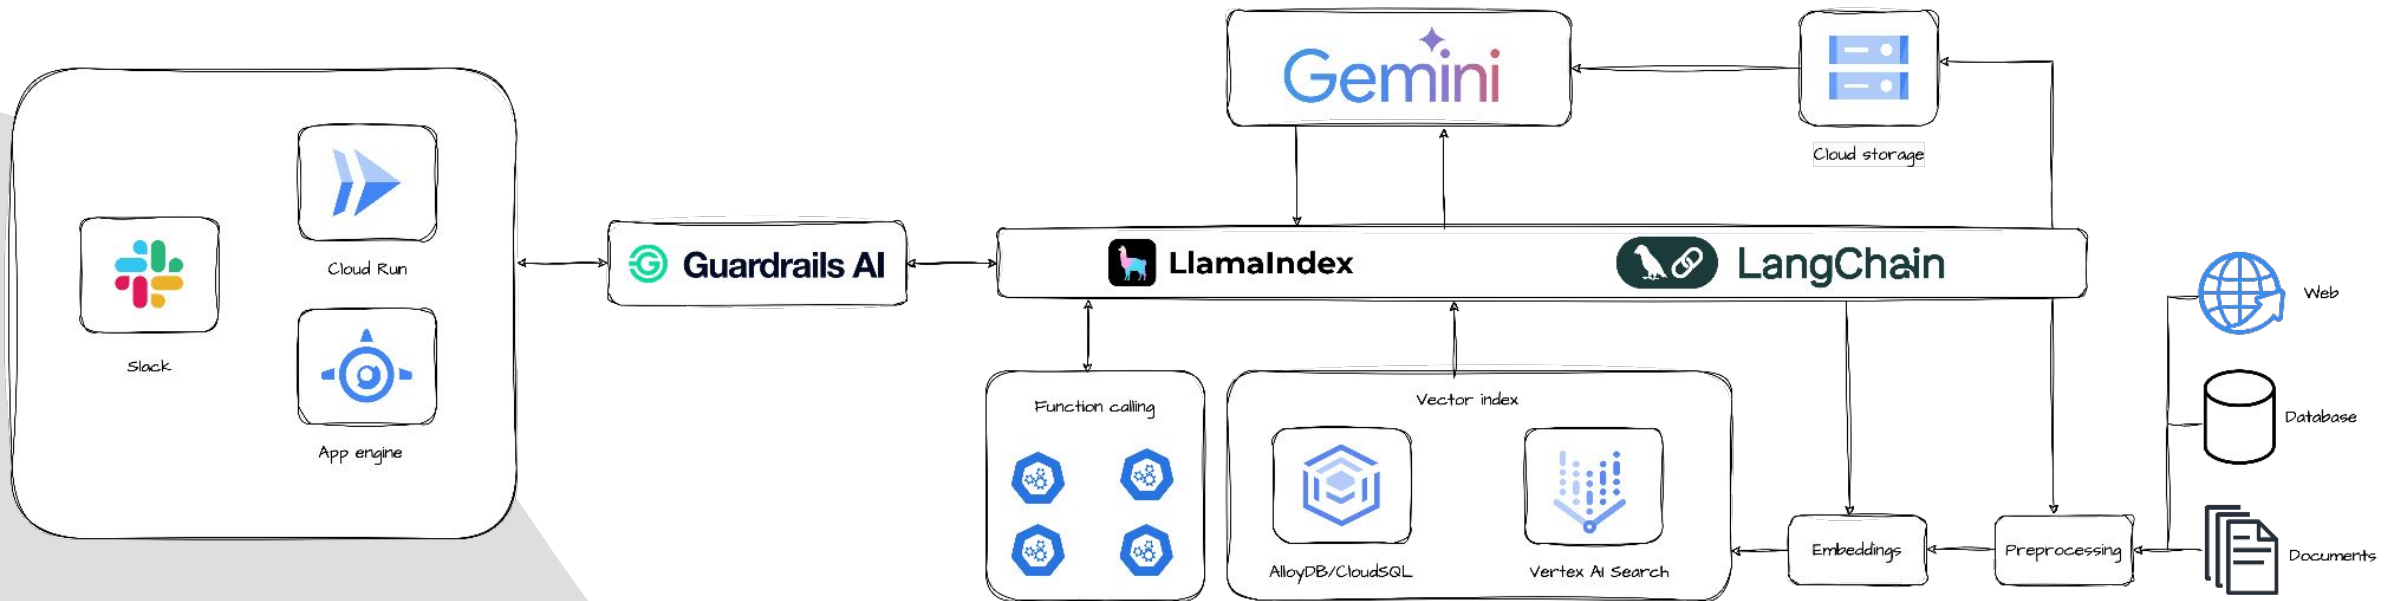 Gemini
Cloud storage
Cloud Run
Slack
App engine
Guardrails AI
LlamaIndex
LangChain
Function calling
Vector index
AlloyDB/CloudSQL
Vertex AI Search
Embeddings
Preprocessing
Web
Database
Documents